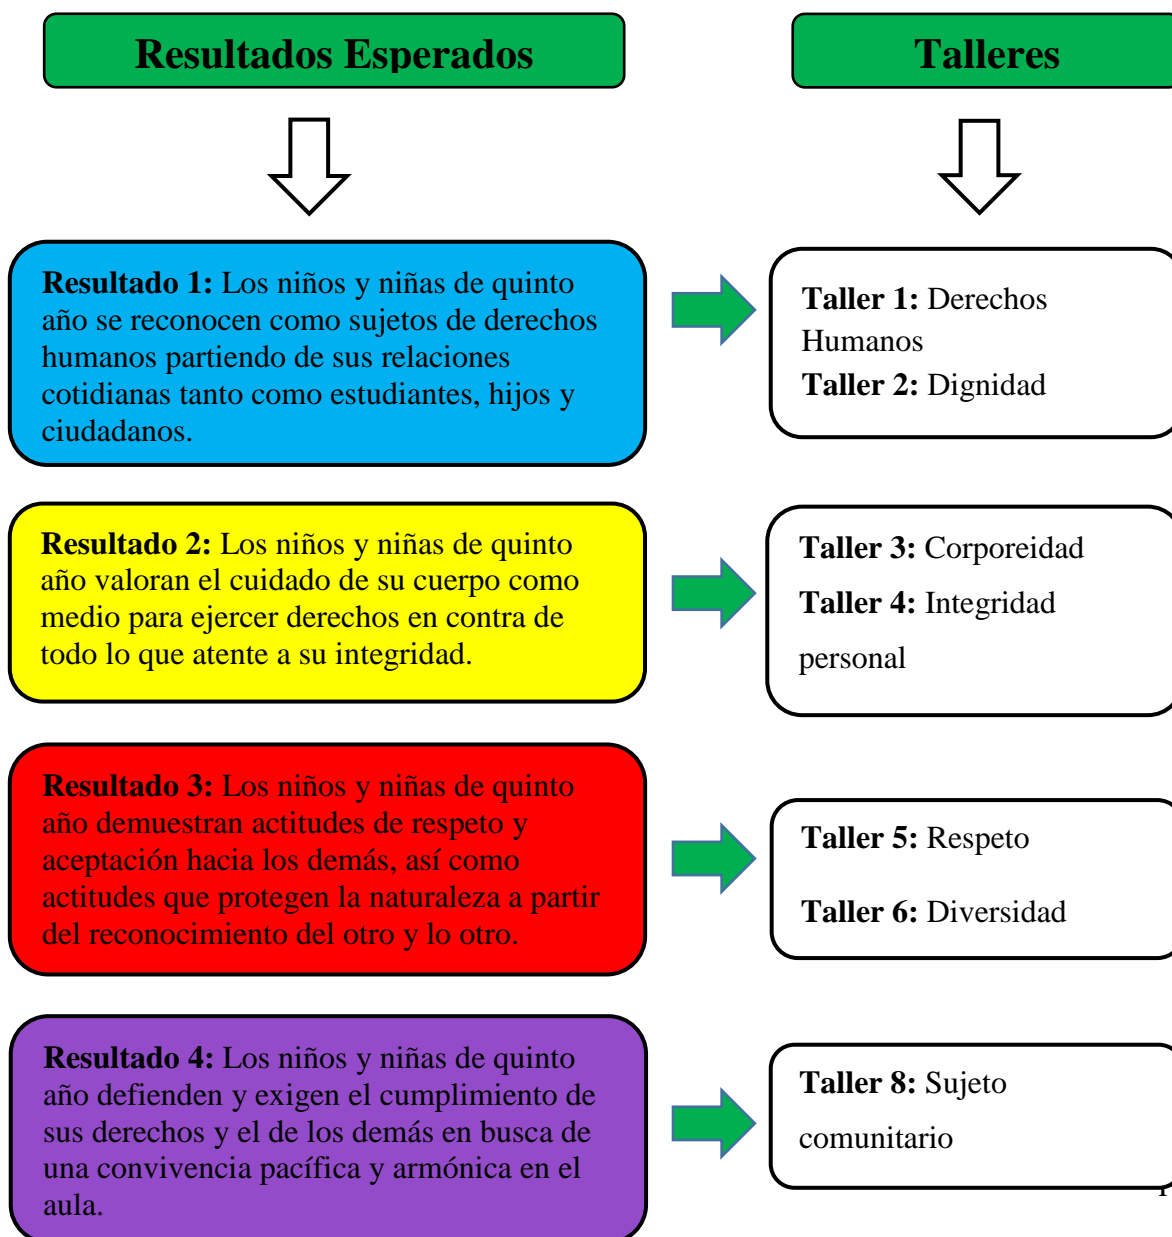 Resultados Esperados
Talleres
Resultado 1: Los niños y niñas de quinto
año se reconocen como sujetos de derechos
humanos partiendo de sus relaciones
cotidianas tanto como estudiantes, hijos y
ciudadanos.
Taller 1: Derechos
Humanos
Taller 2: Dignidad
Resultado 2: Los niños y niñas de quinto
año valoran el cuidado de su cuerpo como
medio para ejercer derechos en contra de
todo lo que atente a su integridad.
Taller 3: Corporeidad
Taller 4: Integridad
personal
Resultado 3: Los niños y niñas de quinto
año demuestran actitudes de respeto y
aceptación hacia los demás, así como
actitudes que protegen la naturaleza a partir
del reconocimiento del otro y lo otro.
Taller 5: Respeto
Taller 6: Diversidad
Resultado 4: Los niños y niñas de quinto
año defienden y exigen el cumplimiento de
sus derechos y el de los demás en busca de
una convivencia pacífica y armónica en el
aula.
Taller 8: Sujeto
comunitario